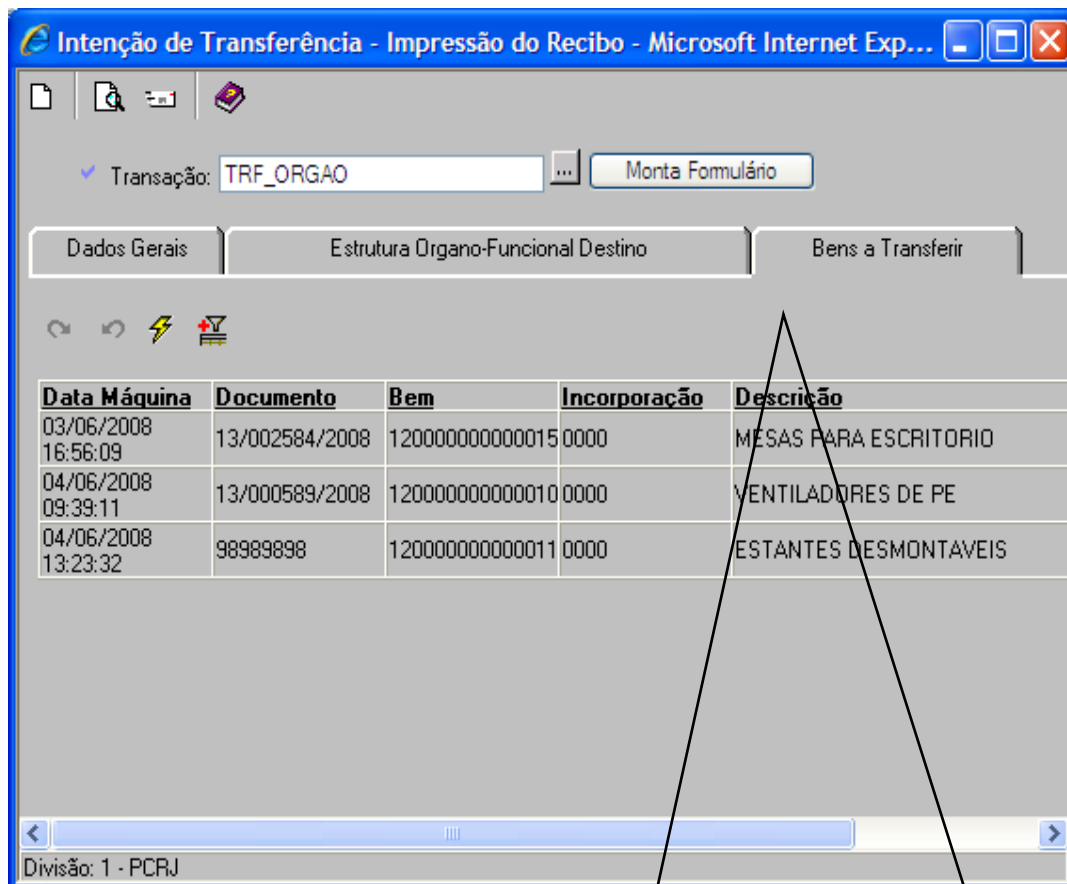 Intenção de Transferência - Impressão do Recibo - Microsoft Internet Exp...
Transação: TRF_ORGAO ... Monta Formulário
Dados Gerais Estrutura Organo-Funcional Destino Bens a Transferir
Data Máquina Documento Bem Incorporação Descrição
03/06/2008
16:56:09 13/002584/2008 120000000000015 0000 MESAS PARA ESCRITORIO
04/06/2008
09:39:11 13/000589/2008 120000000000010 0000 VENTILADORES DE PE
04/06/2008
13:23:32 98989898 120000000000011 0000 ESTANTES DESMONTAVEIS
Divisão: 1 - PCRJ